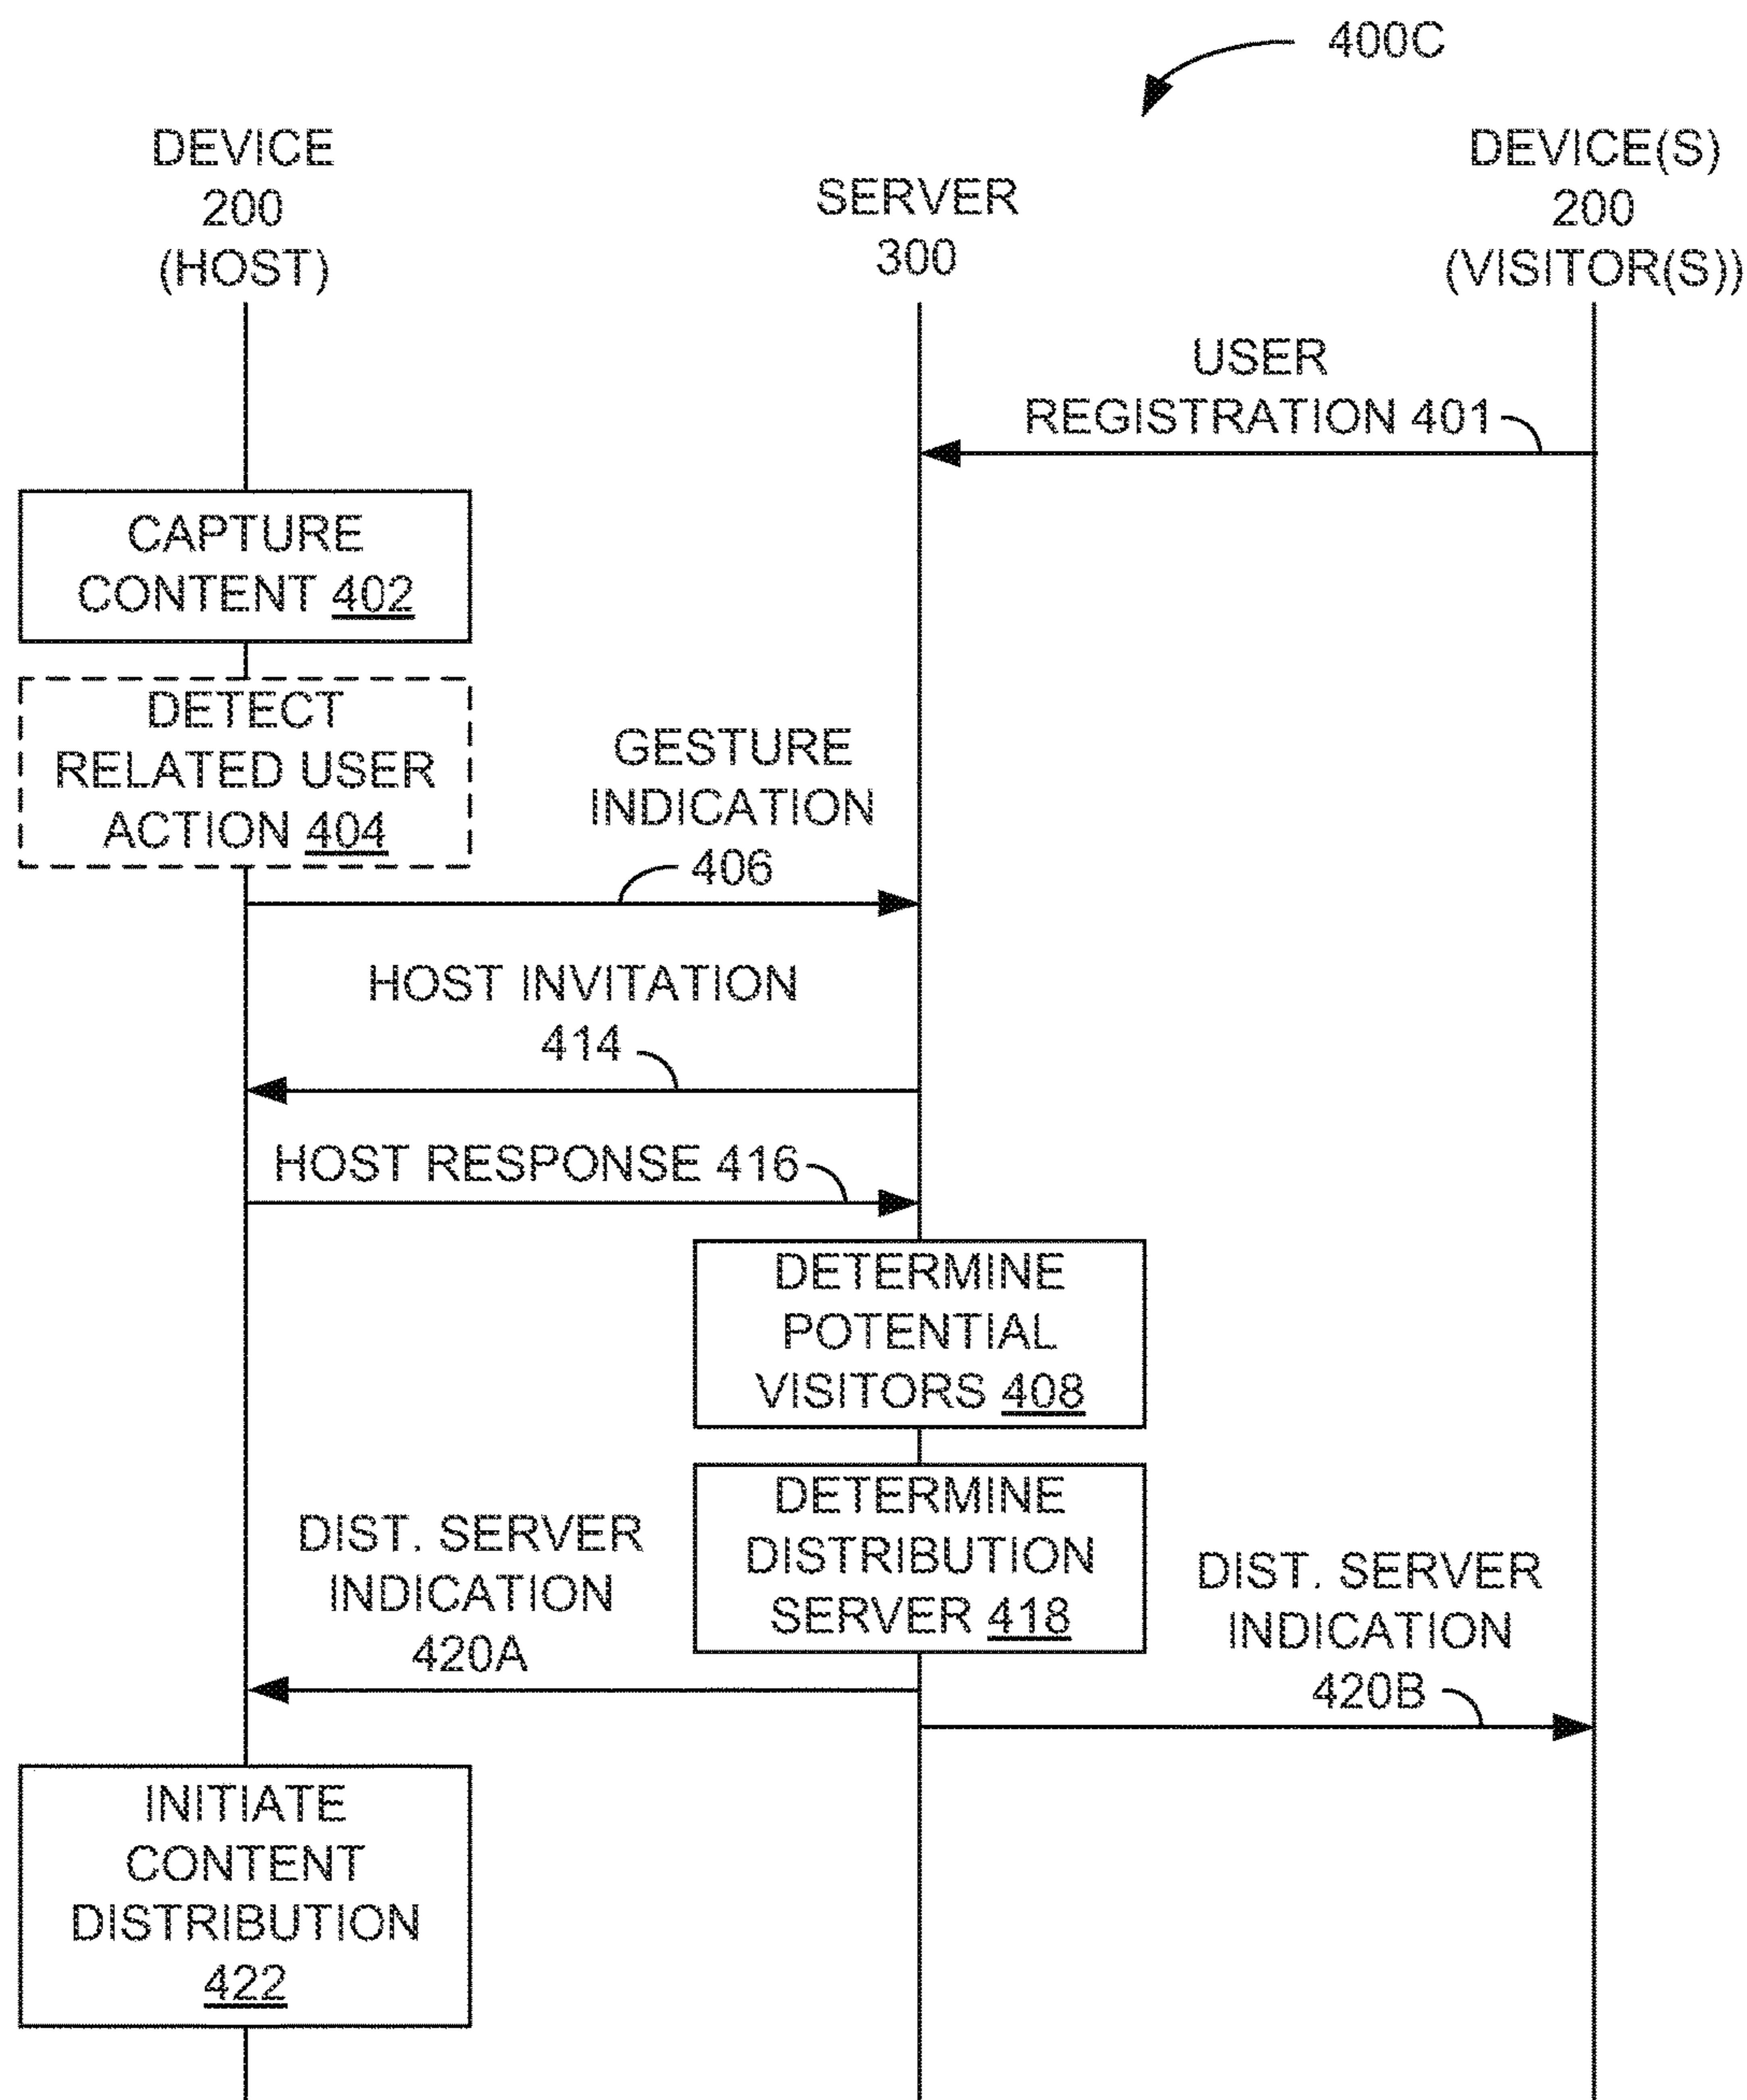 400C
DEVICE
200
(HOST)
SERVER
300
DEVICE(S)
200
(VISITOR(S))
USER
REGISTRATION 401
CAPTURE
CONTENT 402
DETECT
RELATED USER
ACTION 404
GESTURE
INDICATION
406
HOST INVITATION
414
HOST RESPONSE 416
DETERMINE
POTENTIAL
VISITORS 408
DETERMINE
DISTRIBUTION
SERVER 418
DIST. SERVER
INDICATION
420A
DIST. SERVER
INDICATION
420B
INITIATE
CONTENT
DISTRIBUTION
422